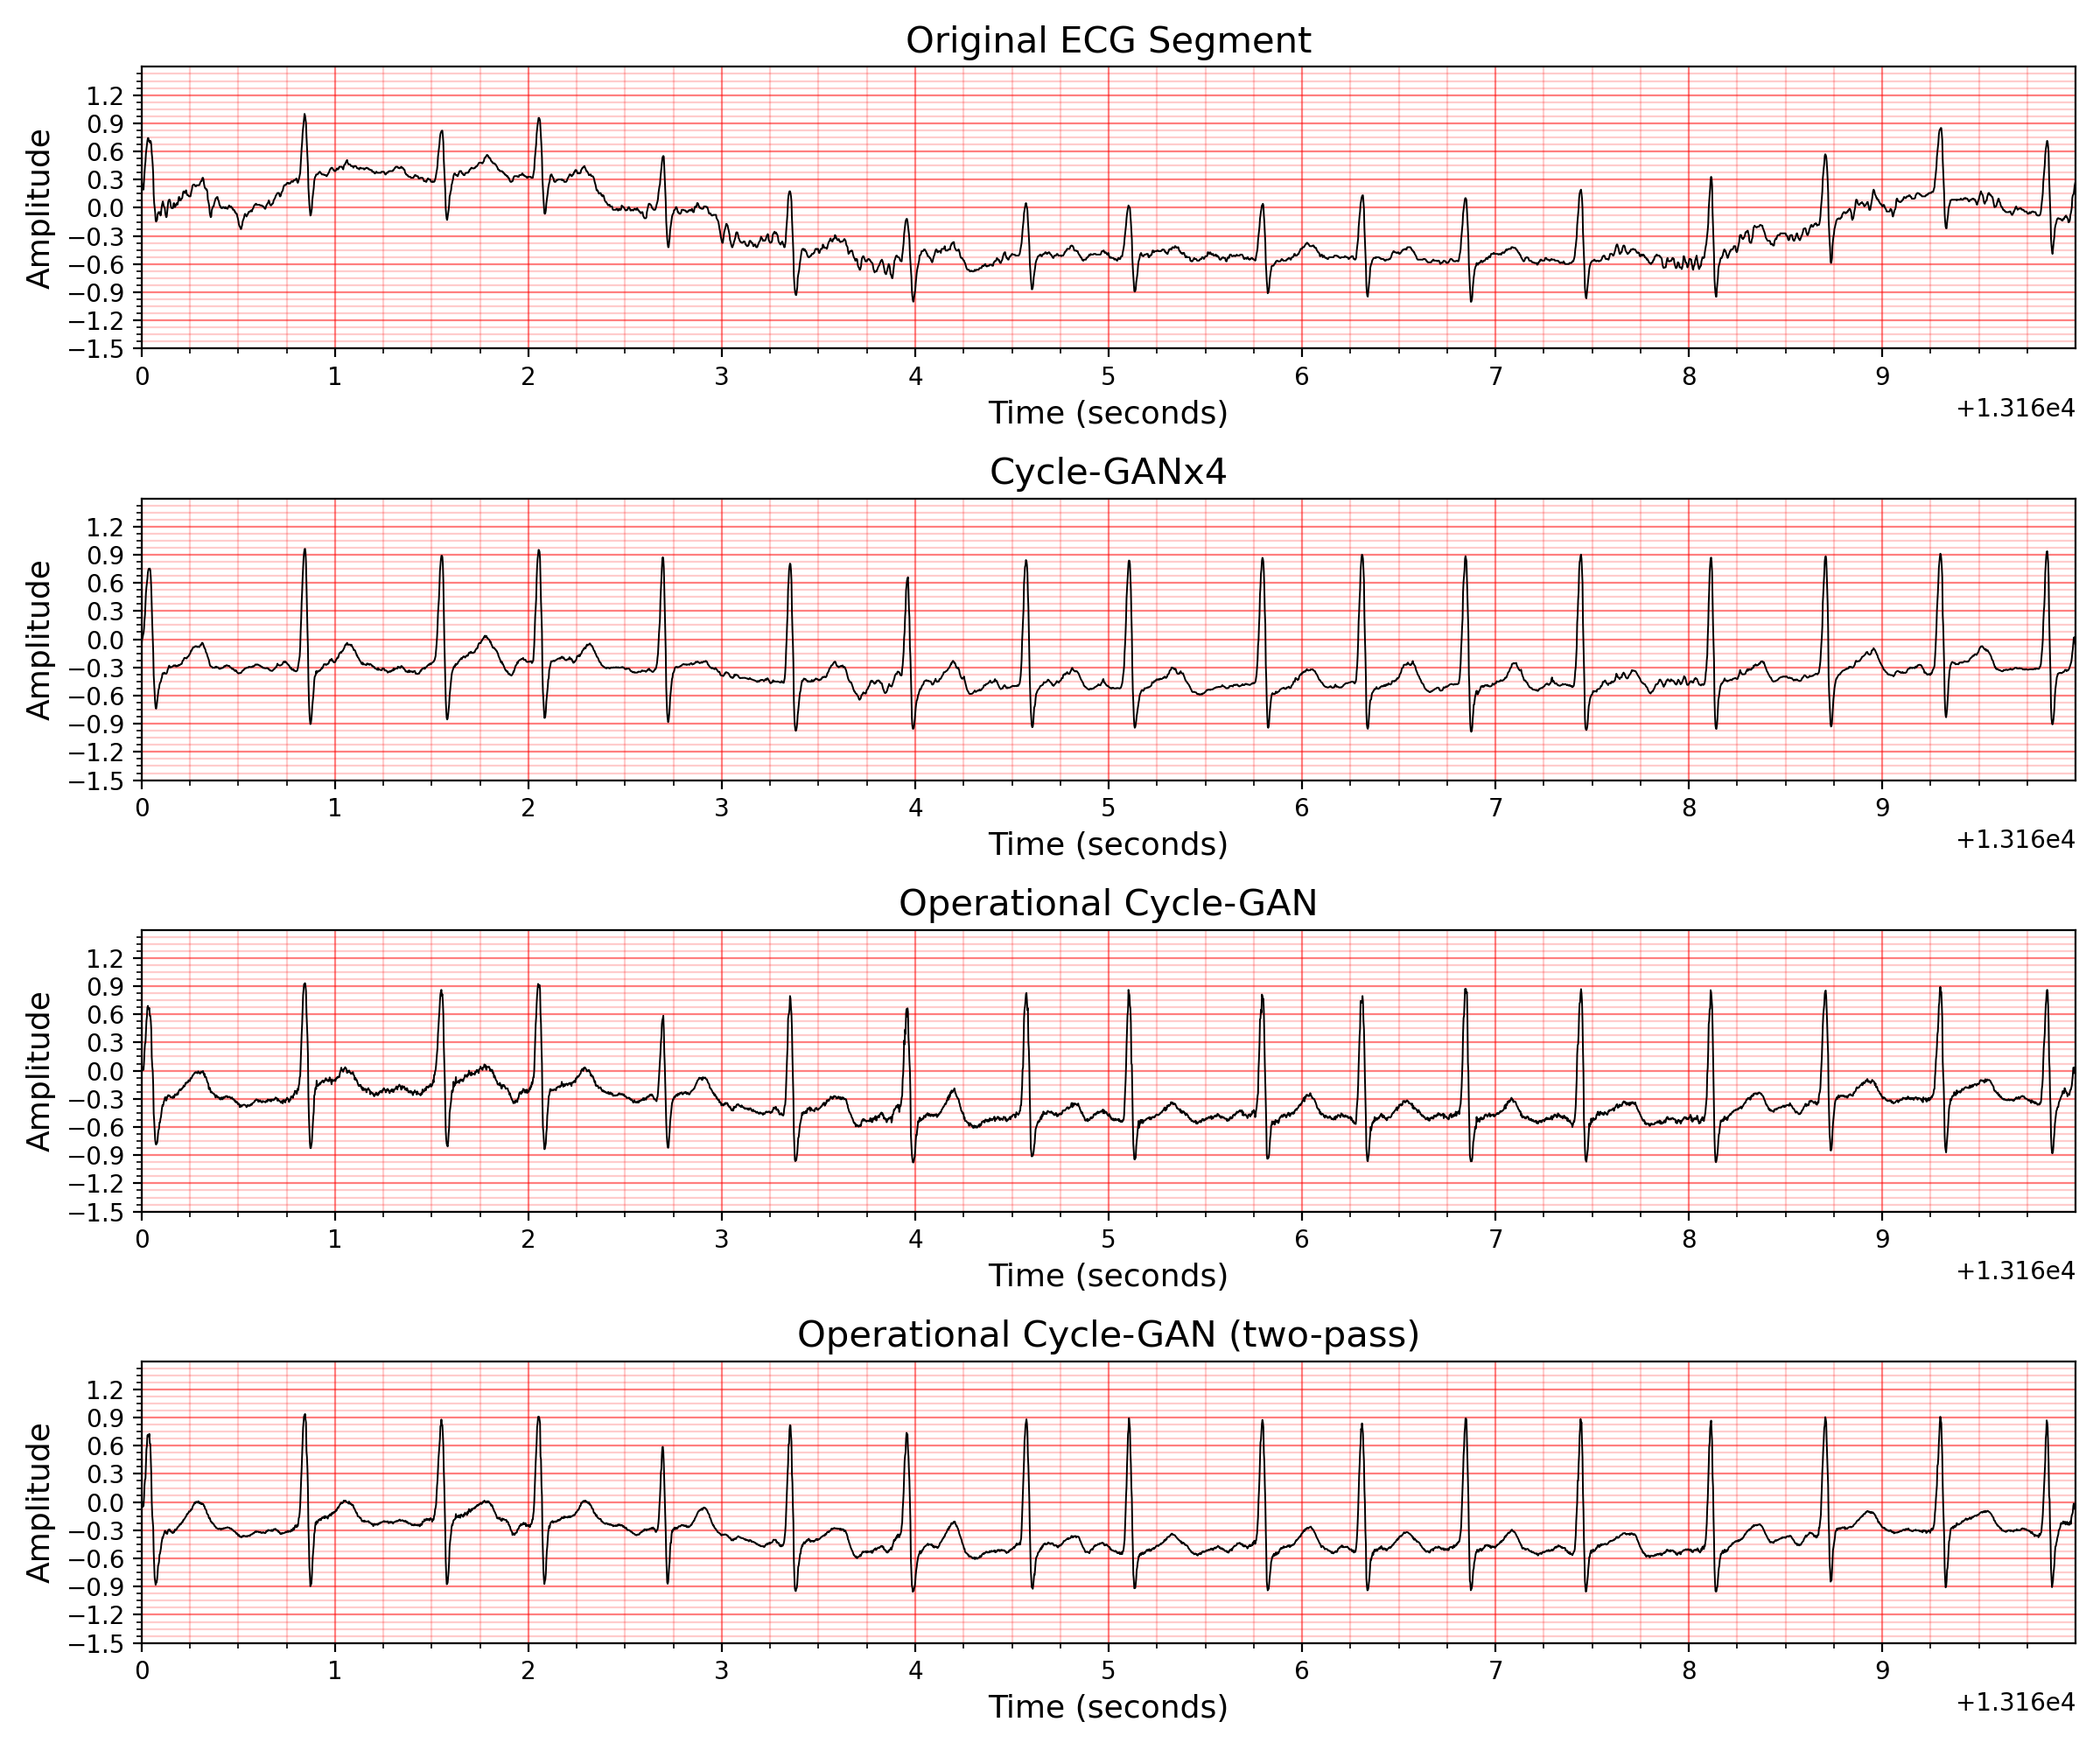 Original ECG Segment
Amplitude
1.2
0.9
0.6
0.3
0.0
−0.3
−0.6
−0.9
−1.2
−1.5
0 1 2 3 4 5 6 7 8 9
Time (seconds)
+1.316e4
Cycle-GANx4
Amplitude
1.2
0.9
0.6
0.3
0.0
−0.3
−0.6
−0.9
−1.2
−1.5
0 1 2 3 4 5 6 7 8 9
Time (seconds)
+1.316e4
Operational Cycle-GAN
Amplitude
1.2
0.9
0.6
0.3
0.0
−0.3
−0.6
−0.9
−1.2
−1.5
0 1 2 3 4 5 6 7 8 9
Time (seconds)
+1.316e4
Operational Cycle-GAN (two-pass)
Amplitude
1.2
0.9
0.6
0.3
0.0
−0.3
−0.6
−0.9
−1.2
−1.5
0 1 2 3 4 5 6 7 8 9
Time (seconds)
+1.316e4